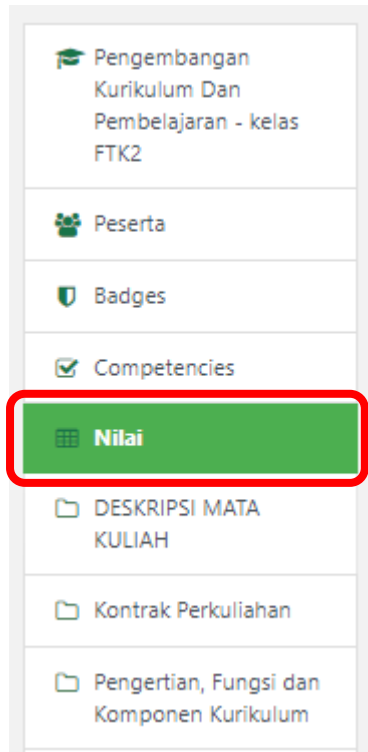 Pengembangan
Kurikulum Dan
Pembelajaran - kelas
FTK2
Peserta
Badges
Competencies
Nilai
DESKRIPSI MATA
KULIAH
Kontrak Perkuliahan
Pengertian, Fungsi dan
Komponen Kurikulum